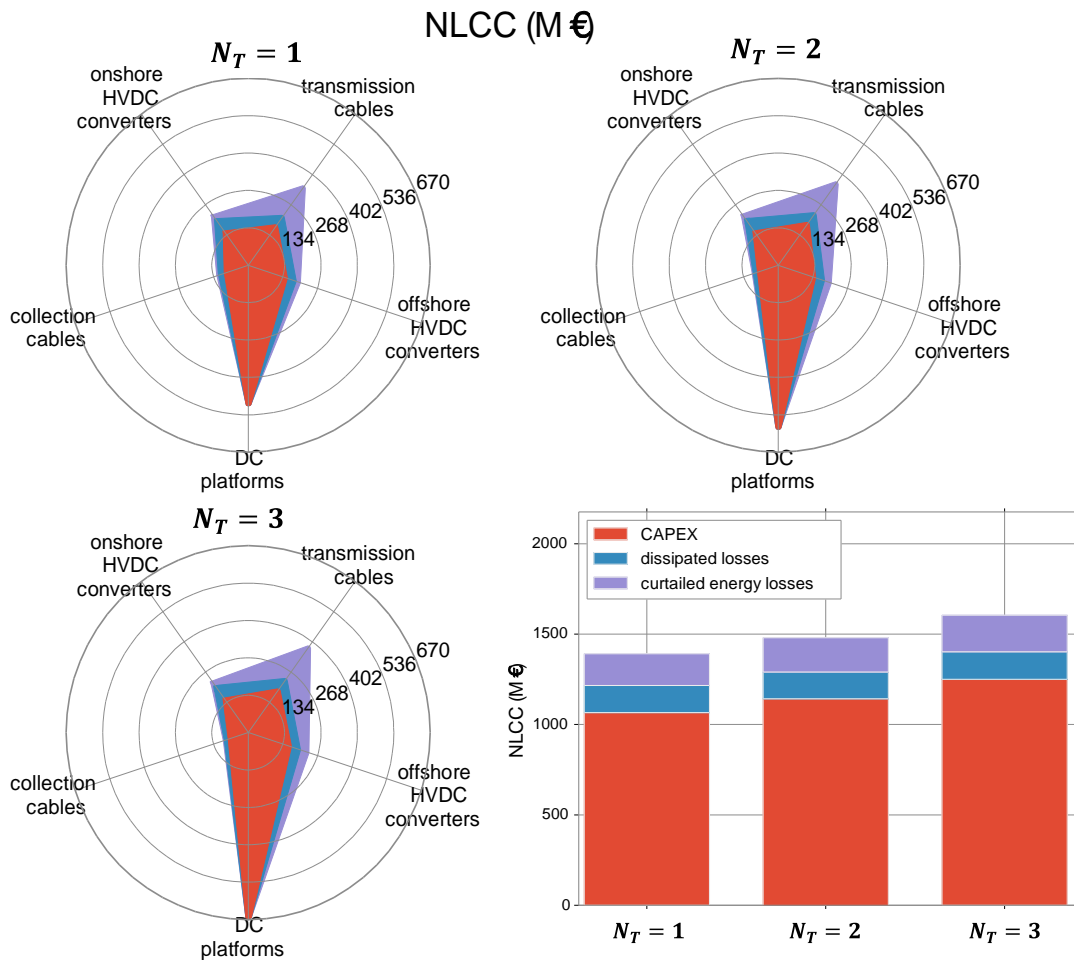 NLCC (M €)
N_T = 1
onshore
HVDC
converters
transmission
cables
134
268
402
536
670
collection
cables
offshore
HVDC
converters
DC
platforms
N_T = 2
onshore
HVDC
converters
transmission
cables
134
268
402
536
670
collection
cables
offshore
HVDC
converters
DC
platforms
N_T = 3
onshore
HVDC
converters
transmission
cables
134
268
402
536
670
collection
cables
offshore
HVDC
converters
DC
platforms
CAPEX
dissipated losses
curtailed energy losses
2000
1500
1000
500
0
NLCC (M €)
N_T = 1
N_T = 2
N_T = 3